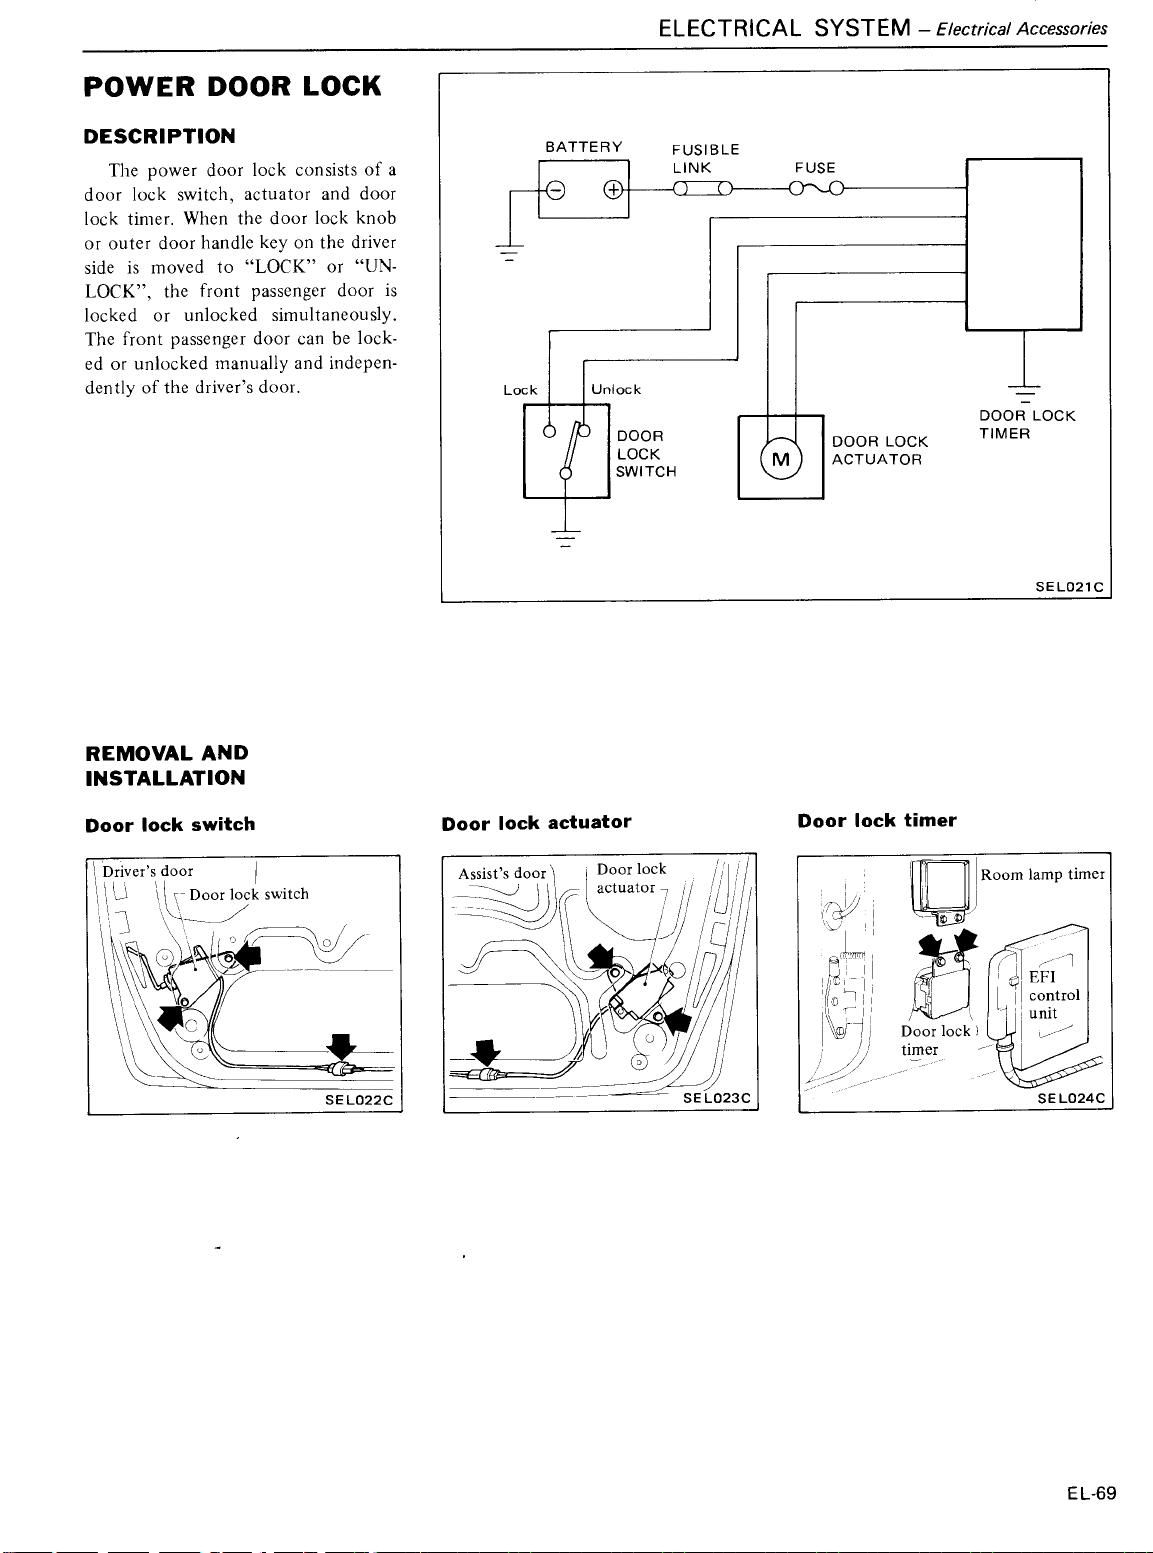 ELECTRICAL SYSTEM – Electrical Accessories
POWER DOOR LOCK
DESCRIPTION
The power door lock consists of a
door lock switch, actuator and door
lock timer. When the door lock knob
or outer door handle key on the driver
side is moved to “LOCK” or “UN-
LOCK”, the front passenger door is
locked or unlocked simultaneously.
The front passenger door can be lock-
ed or unlocked manually and indepen-
dently of the driver's door.
BATTERY
FUSIBLE
LINK
FUSE
Lock
Unlock
DOOR
LOCK
SWITCH
M
DOOR LOCK
ACTUATOR
DOOR LOCK
TIMER
SEL021C
REMOVAL AND
INSTALLATION
Door lock switch
Driver's door
Door lock switch
SEL022C
Door lock actuator
Assist's door
Door lock
actuator
SEL023C
Door lock timer
Room lamp timer
EFI
control
unit
Door lock
timer
SEL024C
EL-69